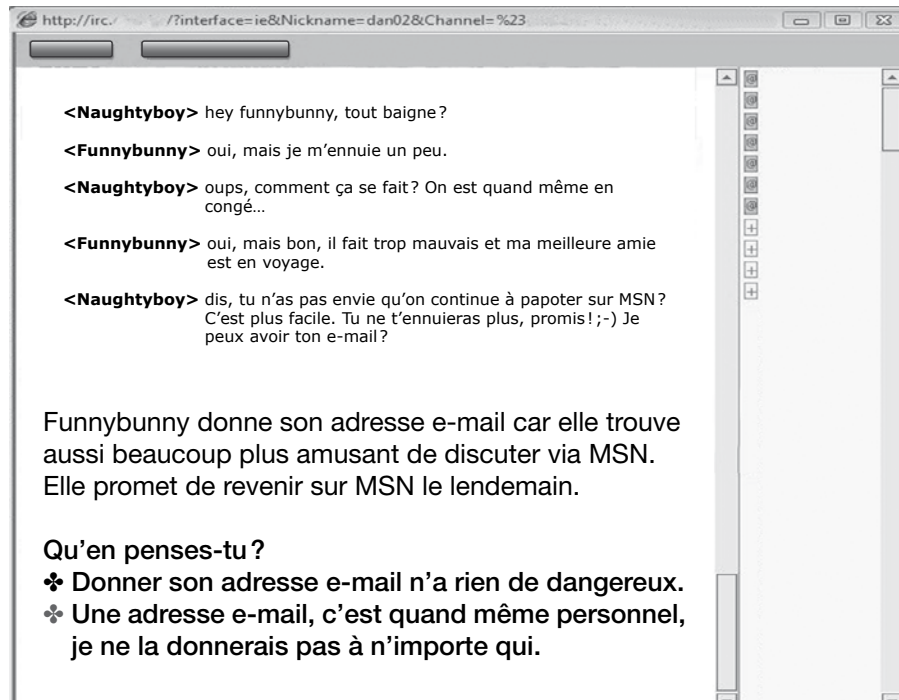 http://irc. /?interface=ie&Nickname=dan02&Channel=%23
<Naughtyboy> hey funnybunny, tout baigne?
<Funnybunny> oui, mais je m’ennuie un peu.
<Naughtyboy> oups, comment ça se fait? On est quand même en
congé…
<Funnybunny> oui, mais bon, il fait trop mauvais et ma meilleure amie
est en voyage.
<Naughtyboy> dis, tu n’as pas envie qu’on continue à papoter sur MSN?
C’est plus facile. Tu ne t’ennuieras plus, promis!;-) Je
peux avoir ton e-mail?
Funnybunny donne son adresse e-mail car elle trouve
aussi beaucoup plus amusant de discuter via MSN.
Elle promet de revenir sur MSN le lendemain.
Qu’en penses-tu?
✤ Donner son adresse e-mail n’a rien de dangereux.
✤ Une adresse e-mail, c’est quand même personnel,
je ne la donnerais pas à n’importe qui.